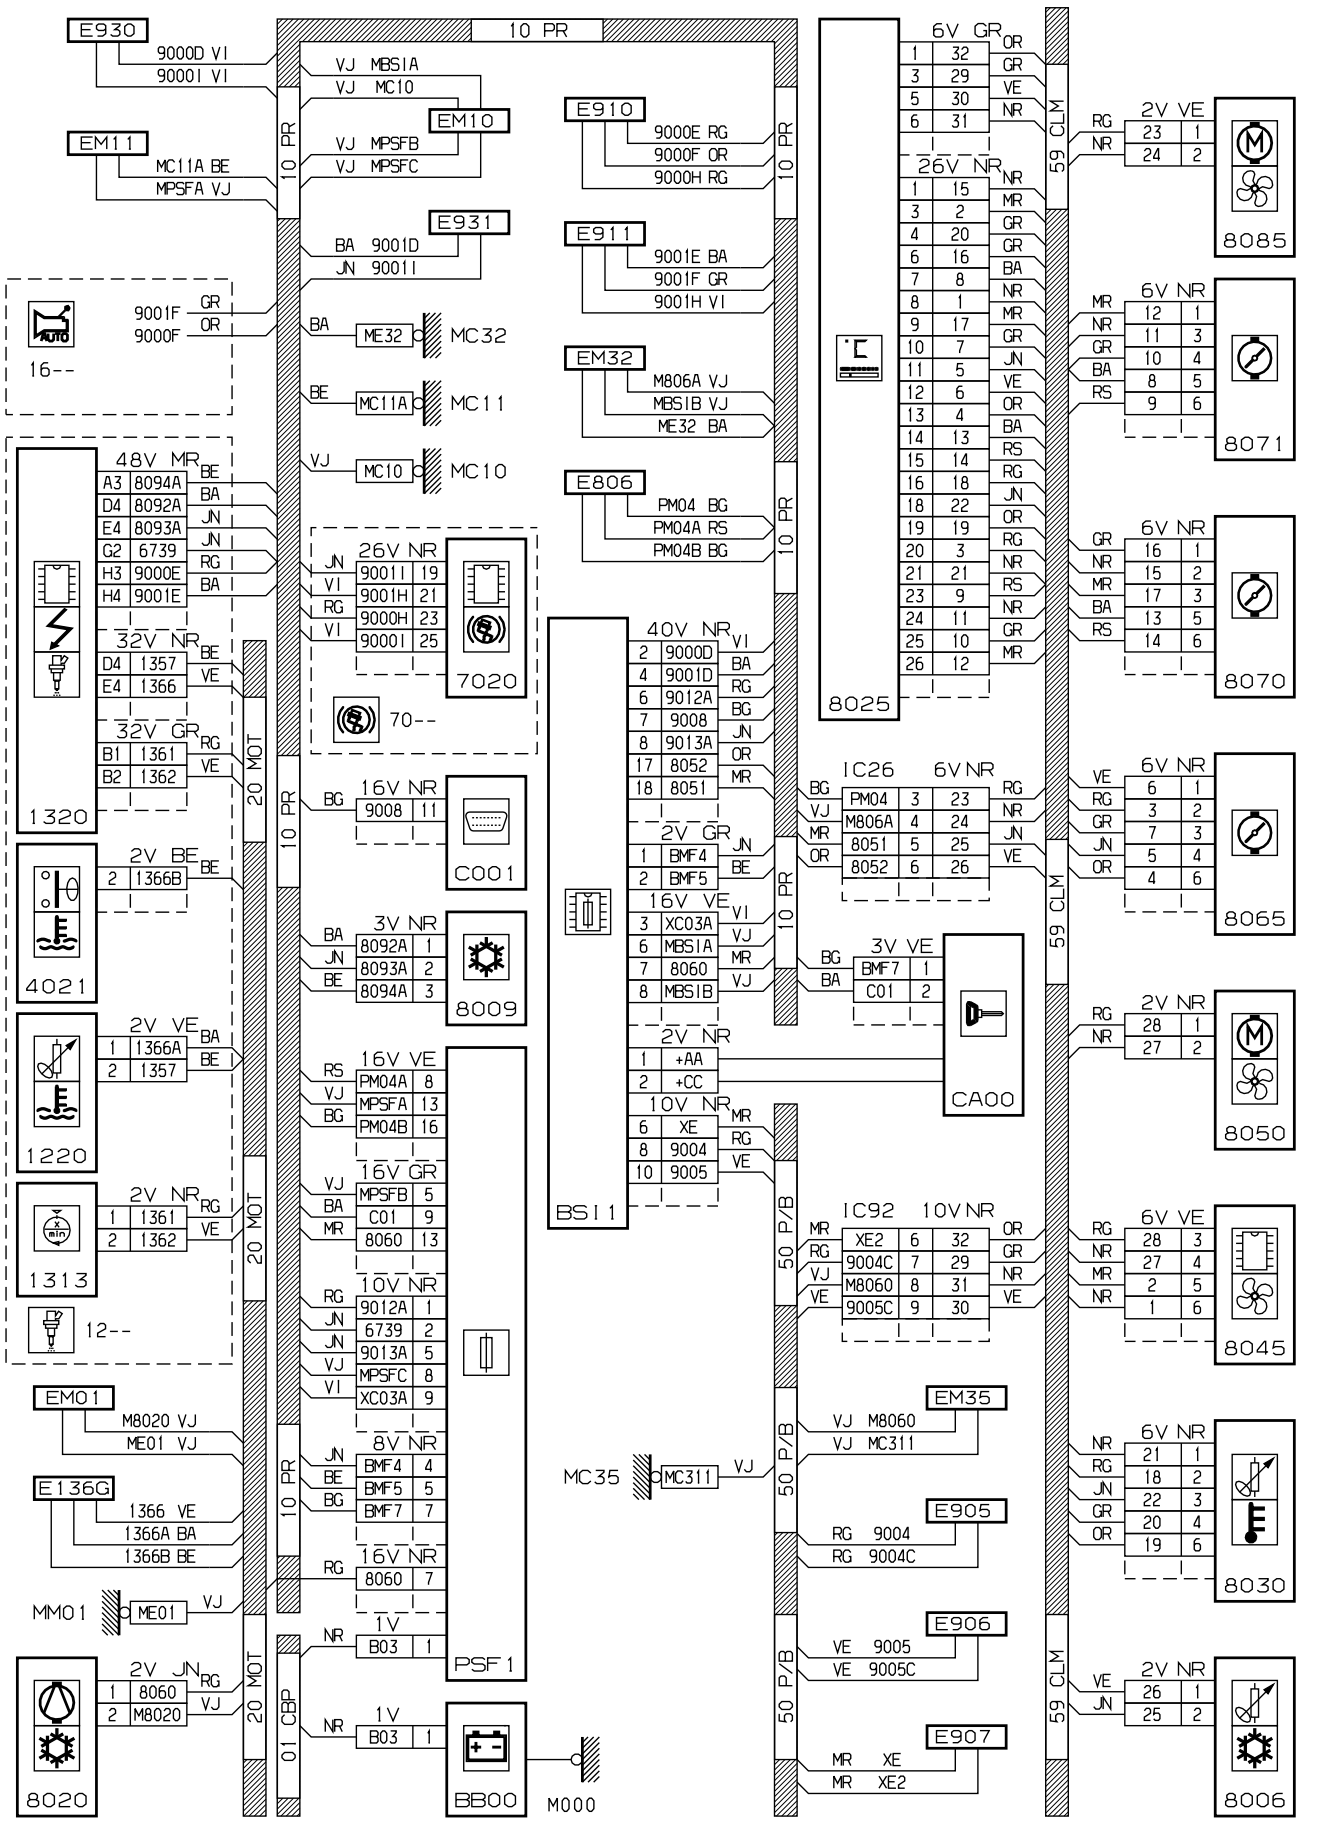 E930
9000D VI
9000I VI
EM11
MC11A BE
MPSFA VJ
10 PR
10 PR
VJ MBSIA
VJ MC10
EM10
VJ MPSFB
VJ MPSFC
E931
BA 9001D
JN 9001I
AUTO
16--
9001F GR
9000F OR
BA ME32 MC32
BE MC11A MC11
VJ MC10 MC10
E910
9000E RG
9000F OR
9000H RG
10 PR
E911
9001E BA
9001F GR
9001H VI
EM32
M806A VJ
MBSIB VJ
ME32 BA
E806
PM04 BG
PM04A RS
PM04B BG
10 PR
1320
48V MR
A3 8094A BE
D4 8092A BA
E4 8093A JN
G2 6739 JN
H3 9000E RG
H4 9001E BA
32V NR
D4 1357 BE
E4 1366 VE
32V GR
B1 1361 RG
B2 1362 VE
20 MOT
10 PR
4021
2V BE
2 1366B BE
1220
2V VE
1 1366A BA
2 1357 BE
1313
x
min
2V NR
1 1361 RG
2 1362 VE
20 MOT
12--
EM01
M8020 VJ
ME01 VJ
E136G
1366 VE
1366A BA
1366B BE
MM01 ME01 VJ
8020
2V JN
1 8060 RG
2 M8020 VJ
20 MOT
01 CBP
10 PR
26V NR
JN 9001I 19
VI 9001H 21
RG 9000H 23
VI 9000I 25
7020
70--
16V NR
BG 9008 11
C001
3V NR
BA 8092A 1
JN 8093A 2
BE 8094A 3
8009
16V VE
RS PM04A 8
VJ MPSFA 13
BG PM04B 16
16V GR
VJ MPSFB 5
BA C01 9
MR 8060 13
10V NR
RG 9012A 1
JN 6739 2
JN 9013A 5
VJ MPSFC 8
VI XC03A 9
8V NR
JN BMF4 4
BE BMF5 5
BG BMF7 7
16V NR
RG 8060 7
1V
NR B03 1
PSF1
1V
NR B03 1
+ -
BB00
M000
BSI1
40V NR
2 9000D VI
4 9001D BA
6 9012A RG
7 9008 BG
8 9013A JN
17 8052 OR
18 8051 MR
2V GR
1 BMF4 JN
2 BMF5 BE
16V VE
3 XC03A VI
6 MBSIA VJ
7 8060 MR
8 MBSIB VJ
2V NR
1 +AA
2 +CC
10V NR
6 XE MR
8 9004 RG
10 9005 VE
10 PR
50 P/B
MC35 MC311 VJ
50 P/B
50 P/B
8025
°C
6V GR
1 32 OR
3 29 GR
5 30 VE
6 31 NR
26V NR
1 15 NR
3 2 MR
4 20 GR
6 16 GR
7 8 BA
8 1 NR
9 17 MR
10 7 GR
11 5 JN
12 6 VE
13 4 OR
14 13 BA
15 14 RS
16 18 RG
18 22 JN
19 19 OR
20 3 RG
21 21 NR
23 9 RS
24 11 NR
25 10 GR
26 12 MR
IC26 6V NR
BG PM04 3 23 RG
VJ M806A 4 24 NR
MR 8051 5 25 JN
OR 8052 6 26 VE
3V VE
BG BMF7 1
BA C01 2
CA00
IC92 10V NR
MR XE2 6 32 OR
RG 9004C 7 29 GR
VJ M8060 8 31 NR
VE 9005C 9 30 VE
EM35
VJ M8060
VJ MC311
E905
RG 9004
RG 9004C
E906
VE 9005
VE 9005C
E907
MR XE
MR XE2
59 CLM
59 CLM
59 CLM
2V VE
RG 23 1
NR 24 2
M
8085
6V NR
MR 12 1
NR 11 3
GR 10 4
BA 8 5
RS 9 6
8071
6V NR
GR 16 1
NR 15 2
MR 17 3
BA 13 5
RS 14 6
8070
6V NR
VE 6 1
RG 3 2
GR 7 3
JN 5 4
OR 4 6
8065
2V NR
RG 28 1
NR 27 2
M
8050
6V VE
RG 28 3
NR 27 4
MR 2 5
NR 1 6
8045
6V NR
NR 21 1
RG 18 2
JN 22 3
GR 20 4
OR 19 6
8030
2V NR
VE 26 1
JN 25 2
8006